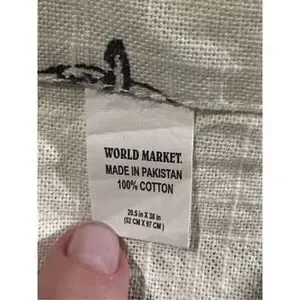 WORLD MARKET.
MADE IN PAKISTAN
100% COTTON
20.5 in X 38 in
(52 CM X 97 CM)